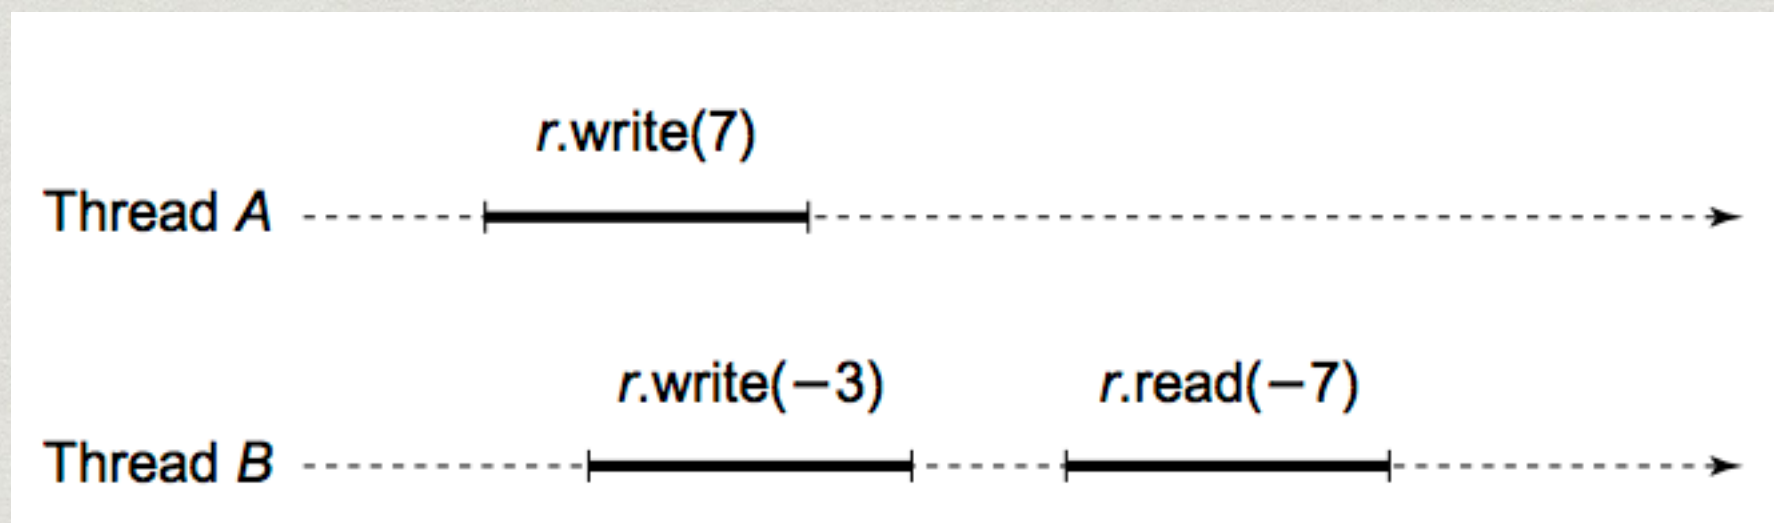 r.write(7)
Thread A
r.write(−3) r.read(−7)
Thread B